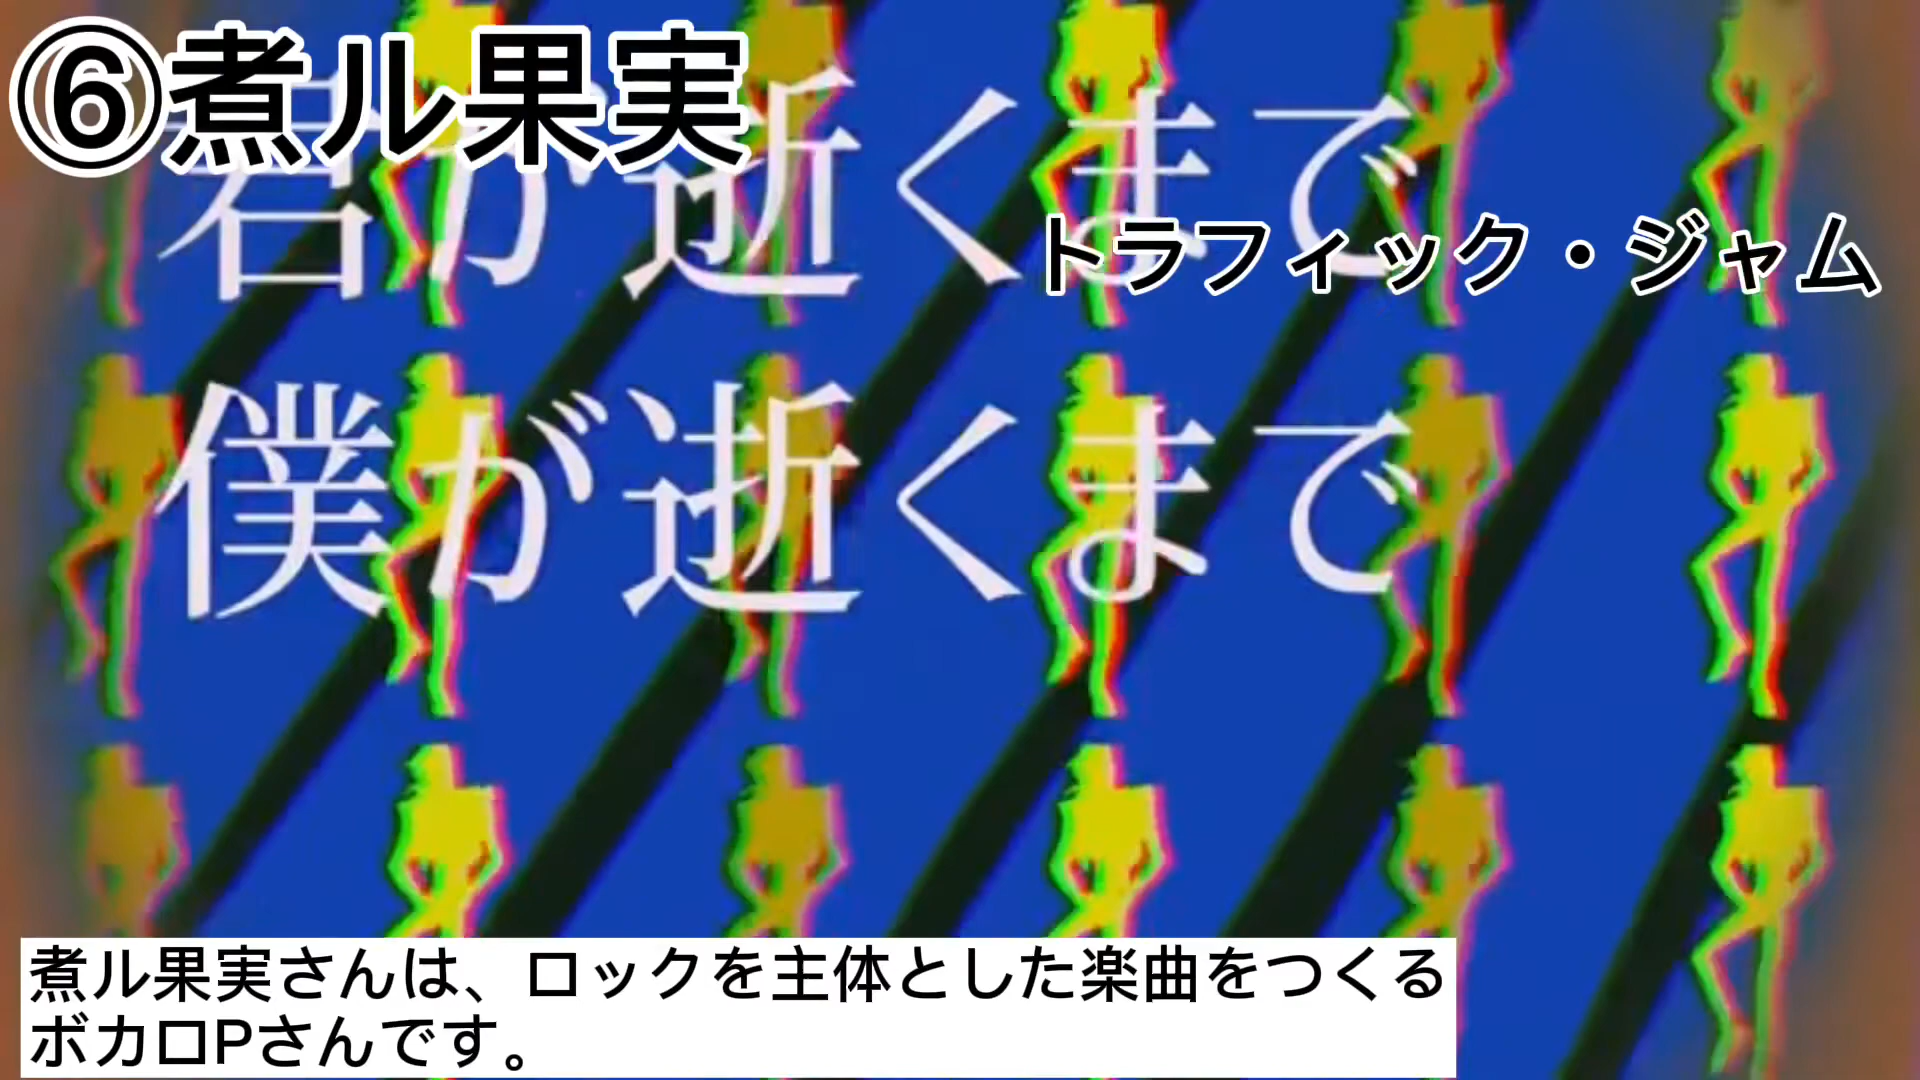 ⑥煮ル果実
君が逝くまで
トラフィック・ジャム
僕が逝くまで
煮ル果実さんは、ロックを主体とした楽曲をつくる
ボカロPさんです。